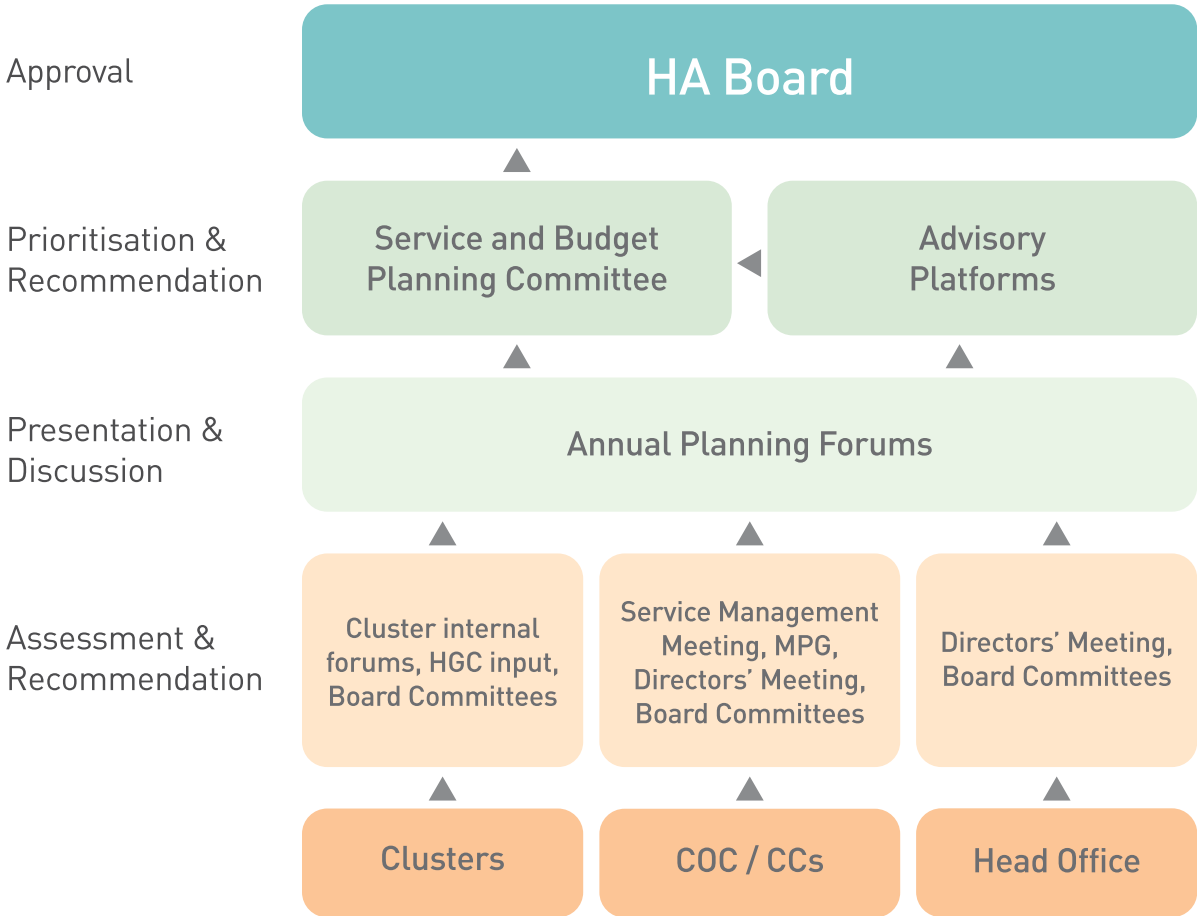 Approval
HA Board
Prioritisation &
Recommendation
Service and Budget
Planning Committee
Advisory
Platforms
Presentation &
Discussion
Annual Planning Forums
Assessment &
Recommendation
Cluster internal
forums, HGC input,
Board Committees
Service Management
Meeting, MPG,
Directors’ Meeting,
Board Committees
Directors’ Meeting,
Board Committees
Clusters
COC / CCs
Head Office